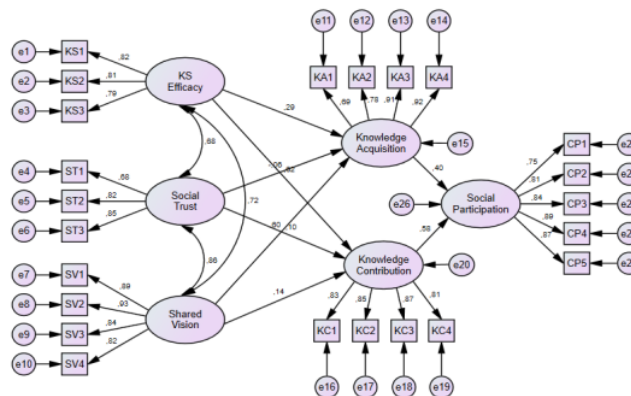 e11
e12
e13
e14
e1
KS1
.82
KA1
KA2
KA3
KA4
e2
KS2
.81
KS
Efficacy
e3
KS3
.79
.69
.78
.91
.92
.29
Knowledge
Acquisition
e15
.68
e4
ST1
.68
.40
CP1
.75
e5
ST2
.82
Social
Trust
.72
e26
Social
Participation
.81
CP2
.84
CP3
e6
ST3
.85
.60
.10
.89
CP4
.87
CP5
.58
.86
e7
SV1
.89
Knowledge
Contribution
e20
e8
SV2
.93
.14
e9
SV3
.84
Shared
Vision
.83
.85
.87
.81
e10
SV4
.82
KC1
KC2
KC3
KC4
e16
e17
e18
e19